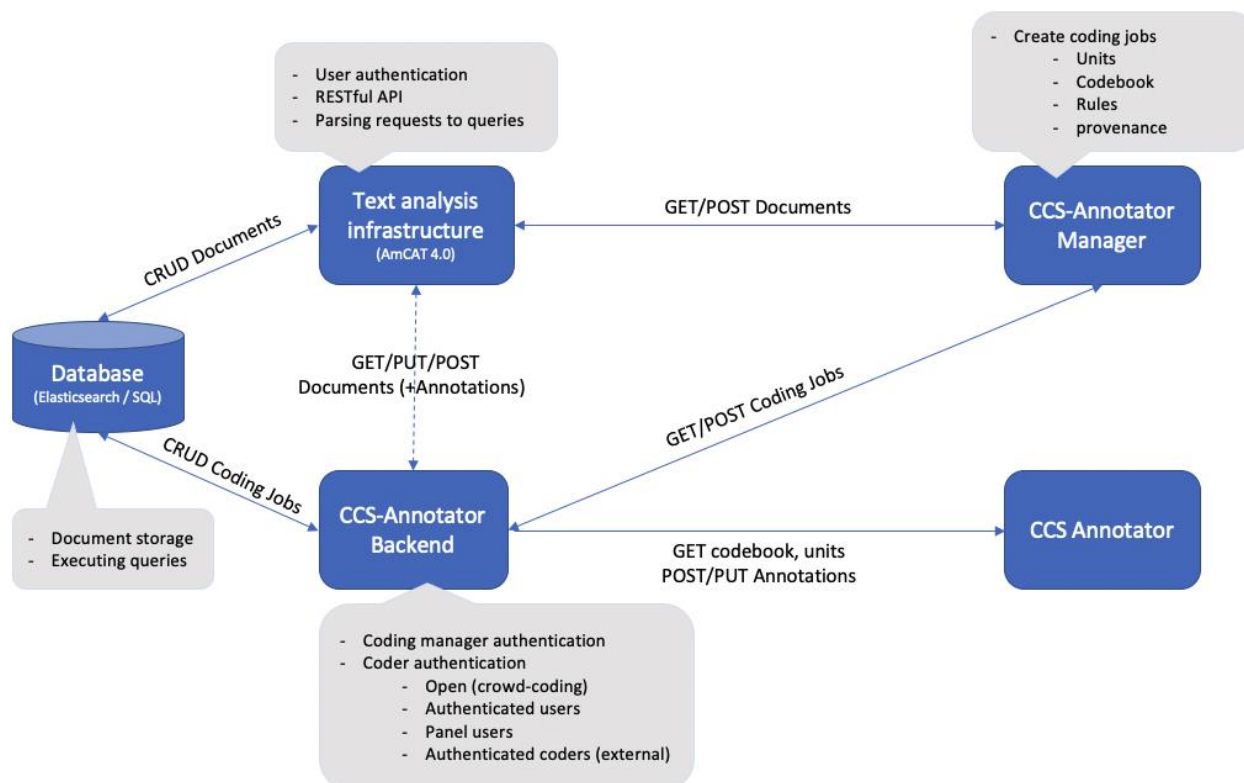 - Create coding jobs
- Units
- Codebook
- Rules
- provenance
- User authentication
- RESTful API
- Parsing requests to queries
Text analysis
infrastructure
(AmCAT 4.0)
GET/POST Documents
CCS-Annotator
Manager
CRUD Documents
Database
(Elasticsearch / SQL)
GET/PUT/POST
Documents (+Annotations)
GET/POST Coding Jobs
CRUD Coding Jobs
- Document storage
- Executing queries
CCS-Annotator
Backend
GET codebook, units
POST/PUT Annotations
CCS Annotator
- Coding manager authentication
- Coder authentication
- Open (crowd-coding)
- Authenticated users
- Panel users
- Authenticated coders (external)